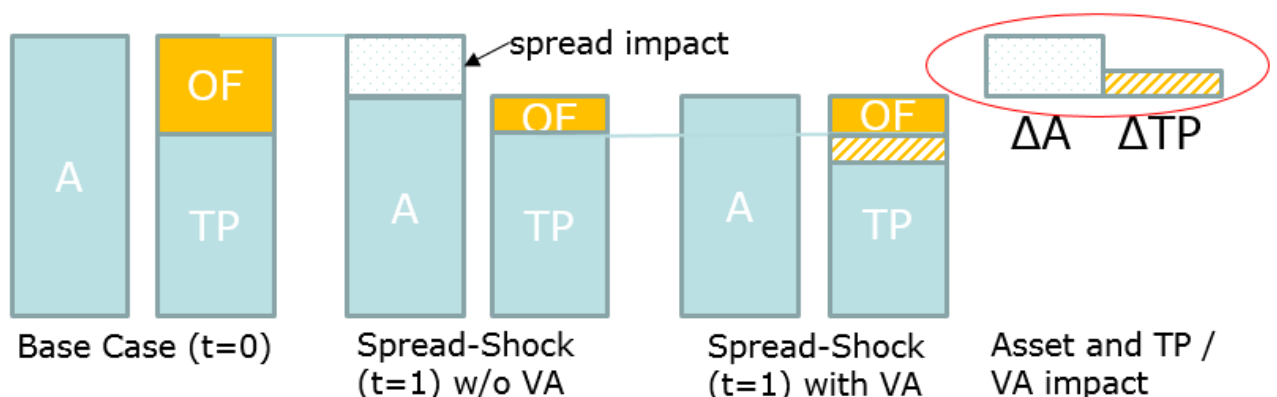 spread impact
A
OF
TP
A
OF
TP
A
OF
TP
ΔA ΔTP
Base Case (t=0)
Spread-Shock
(t=1) w/o VA
Spread-Shock
(t=1) with VA
Asset and TP /
VA impact